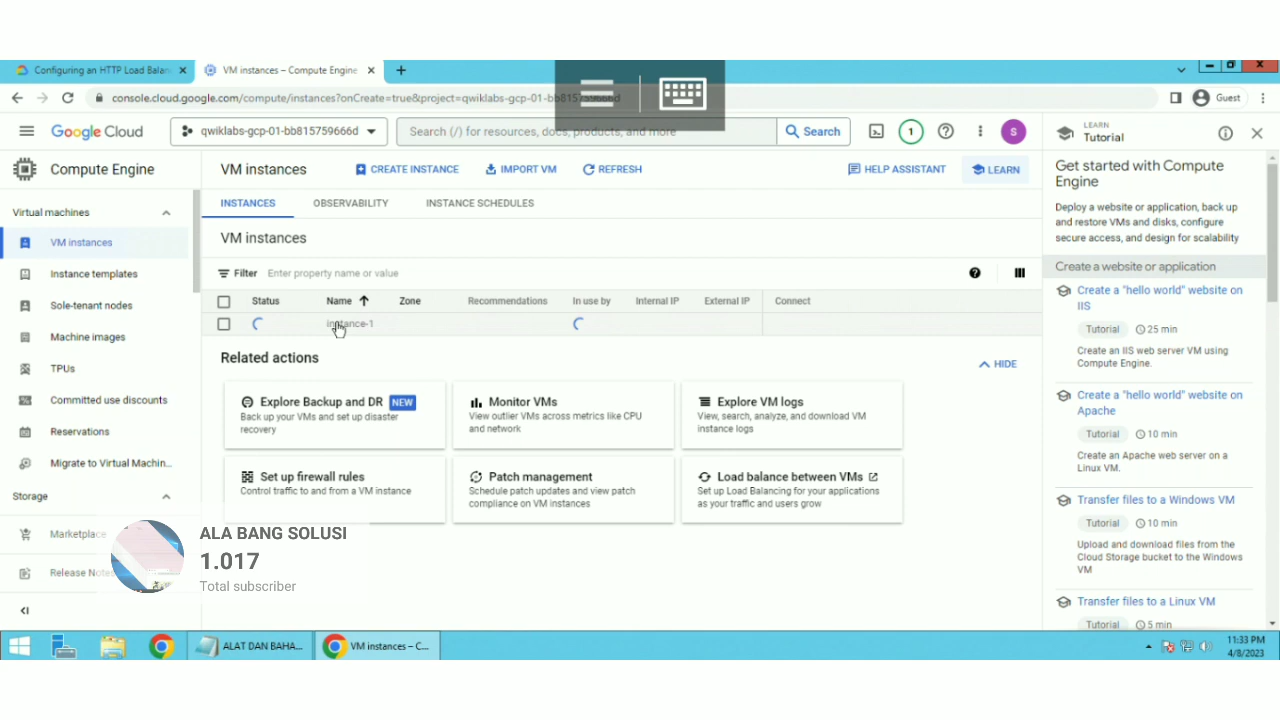 Configuring an HTTP Load Balan
VM instances – Compute Engine
console.cloud.google.com/compute/instances?onCreate=true&project=qwiklabs-gcp-01-bb815759666d
Guest
Google Cloud
qwiklabs-gcp-01-bb815759666d
Search (/) for resources, docs, products, and more
Search
1
S
LEARN
Tutorial
Compute Engine
VM instances
CREATE INSTANCE
IMPORT VM
REFRESH
HELP ASSISTANT
LEARN
Virtual machines
VM instances
Instance templates
Sole-tenant nodes
Machine images
TPUs
Committed use discounts
Reservations
Migrate to Virtual Machin...
Storage
Marketplace
Release Notes
INSTANCES
OBSERVABILITY
INSTANCE SCHEDULES
VM instances
Filter
Enter property name or value
Status
Name
Zone
Recommendations
In use by
Internal IP
External IP
Connect
instance-1
Related actions
HIDE
Explore Backup and DR NEW
Back up your VMs and set up disaster
recovery
Monitor VMs
View outlier VMs across metrics like CPU
and network
Explore VM logs
View, search, analyze, and download VM
instance logs
Set up firewall rules
Control traffic to and from a VM instance
Patch management
Schedule patch updates and view patch
compliance on VM instances
Load balance between VMs
Set up Load Balancing for your applications
as your traffic and users grow
Get started with Compute
Engine
Deploy a website or application, back up
and restore VMs and disks, configure
secure access, and design for scalability
Create a website or application
Create a "hello world" website on
IIS
Tutorial
25 min
Create an IIS web server VM using
Compute Engine.
Create a "hello world" website on
Apache
Tutorial
10 min
Create an Apache web server on a
Linux VM.
Transfer files to a Windows VM
Tutorial
10 min
Upload and download files from the
Cloud Storage bucket to the Windows
VM
Transfer files to a Linux VM
Tutorial
5 min
ALA BANG SOLUSI
1.017
Total subscriber
ALAT DAN BAHA...
VM instances – C...
11:33 PM
4/8/2023